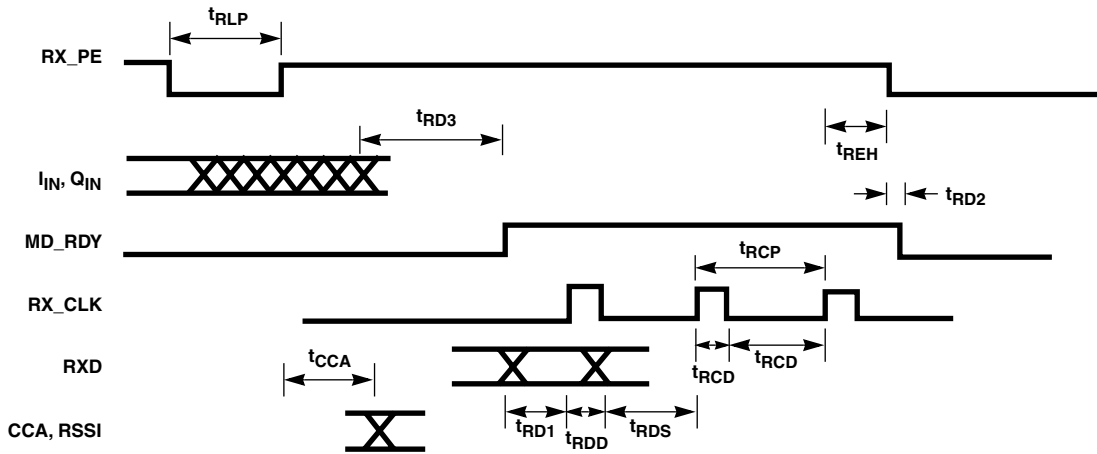 tRLP
RX_PE
tRD3
tREH
IIN, QIN
tRD2
MD_RDY
tRCP
RX_CLK
tCCA
RXD
tRCD
tRCD
CCA, RSSI
tRD1
tRDD
tRDS